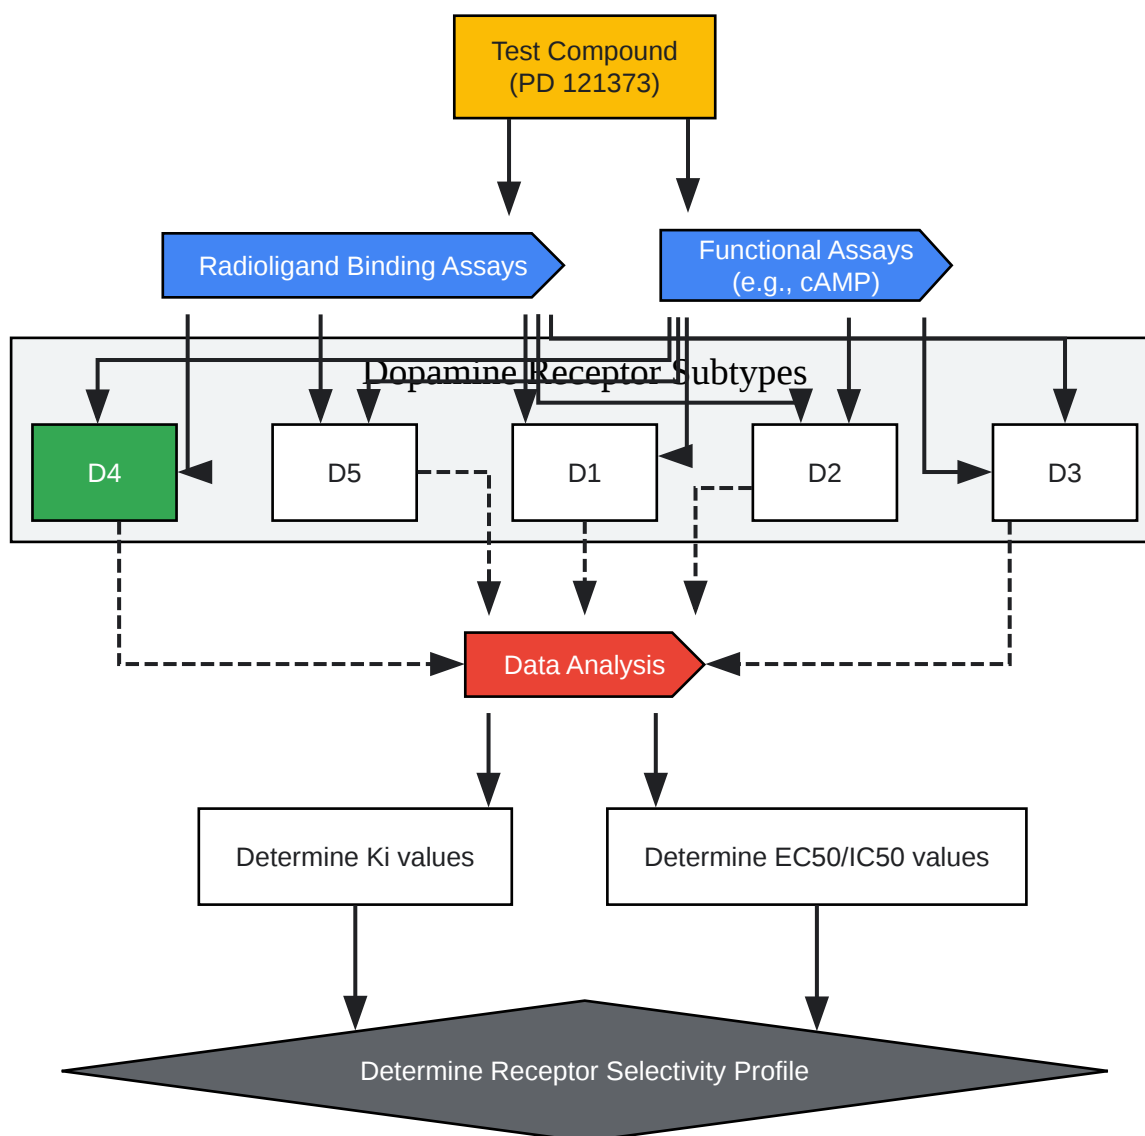 Test Compound
(PD 121373)
Radioligand Binding Assays
Functional Assays
(e.g., cAMP)
Dopamine Receptor Subtypes
D4
D5
D1
D2
D3
Data Analysis
Determine Ki values
Determine EC50/IC50 values
Determine Receptor Selectivity Profile